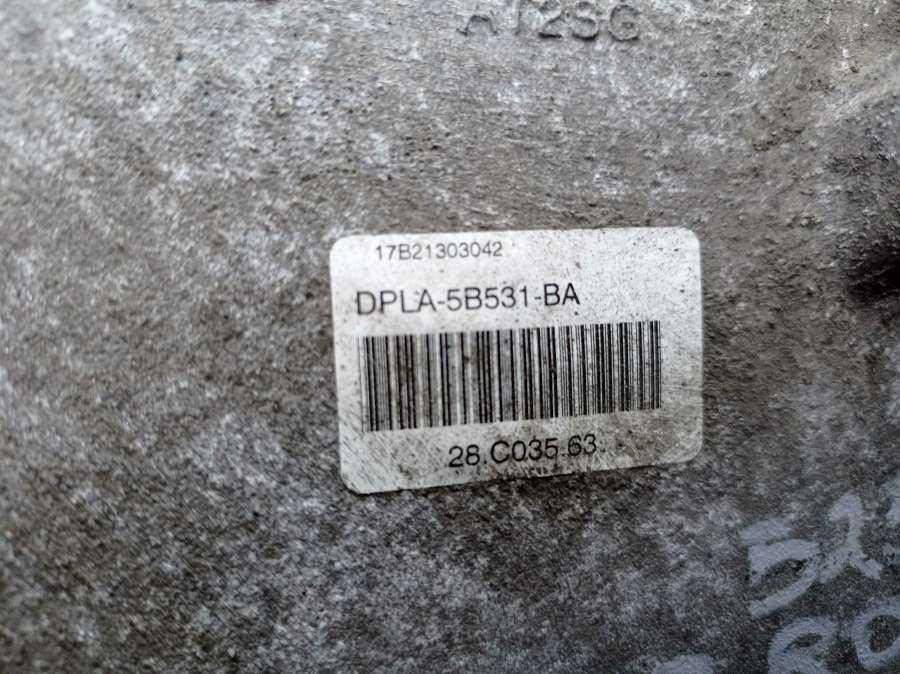 A12SG
17B21303042
DPLA-5B531-BA
28.C035.63